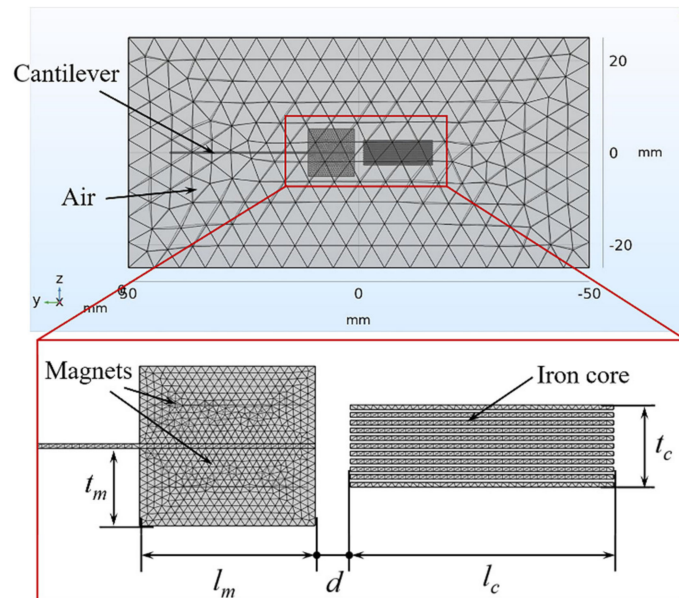 20
Cantilever
0 mm
Air
-20
z
y x
50 0 -50
mm
mm
Magnets
Iron core
t_m
t_c
l_m d l_c